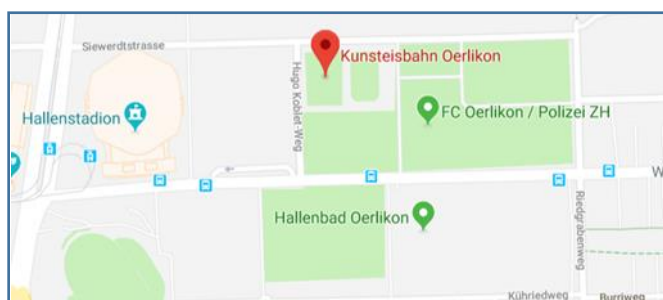 Siewerdtstrasse
Kunsteisbahn Oerlikon
Hugo Koblet-Weg
Hallenstadion
FC Oerlikon / Polizei ZH
W
Hallenbad Oerlikon
Riedgrabenweg
Kühriedweg
Burriweg